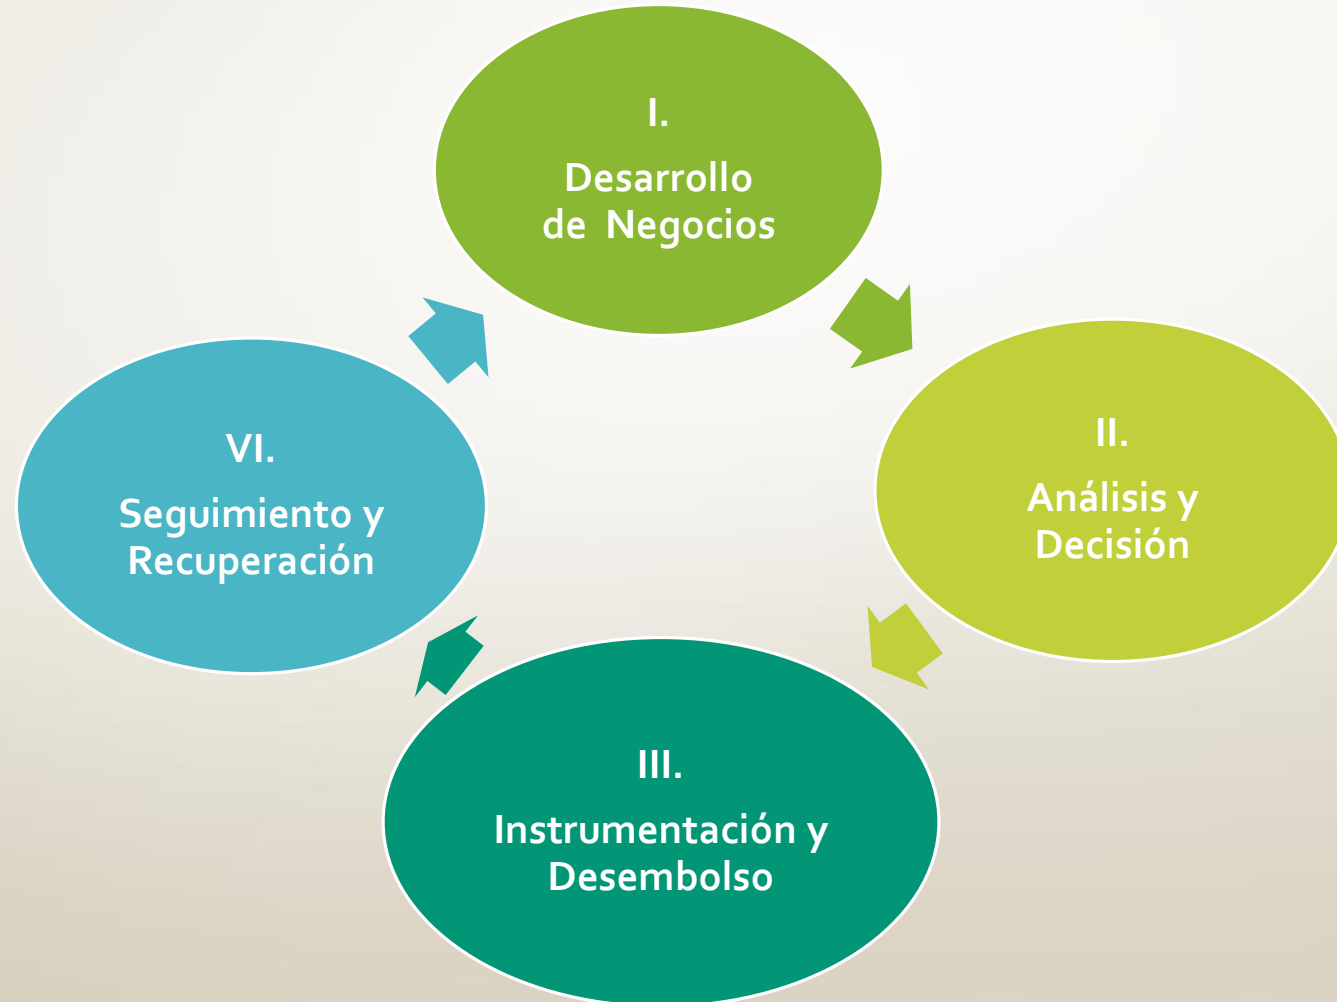 I.
Desarrollo
de  Negocios
II.
Análisis y
Decisión
III.
Instrumentación y
Desembolso
VI.
Seguimiento y
Recuperación